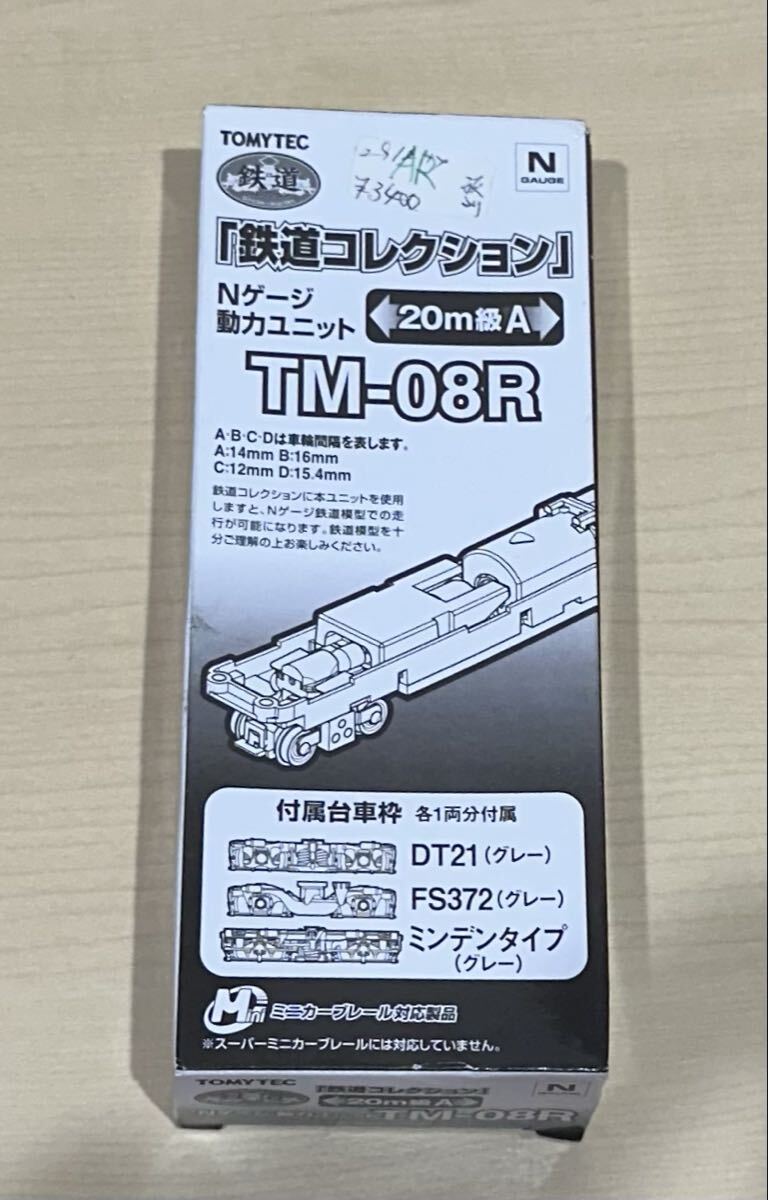 TOMYTEC
鉄道
N
GAUGE
「鉄道コレクション」
Nゲージ
動力ユニット
20m級A
TM-08R
A・B・C・Dは車輪間隔を表します。
A:14mm B:16mm
C:12mm D:15.4mm
鉄道コレクションに本ユニットを使用
しますと、Nゲージ鉄道模型での走
行が可能になります。鉄道模型を十
分ご理解の上お楽しみください。
付属台車枠 各1両分付属
DT21(グレー)
FS372(グレー)
ミンデンタイプ
(グレー)
Mini ミニカーブレール対応製品
※スーパーミニカーブレールには対応していません。
TOMYTEC
「鉄道コレクション」
N
20m級A
TM-08R